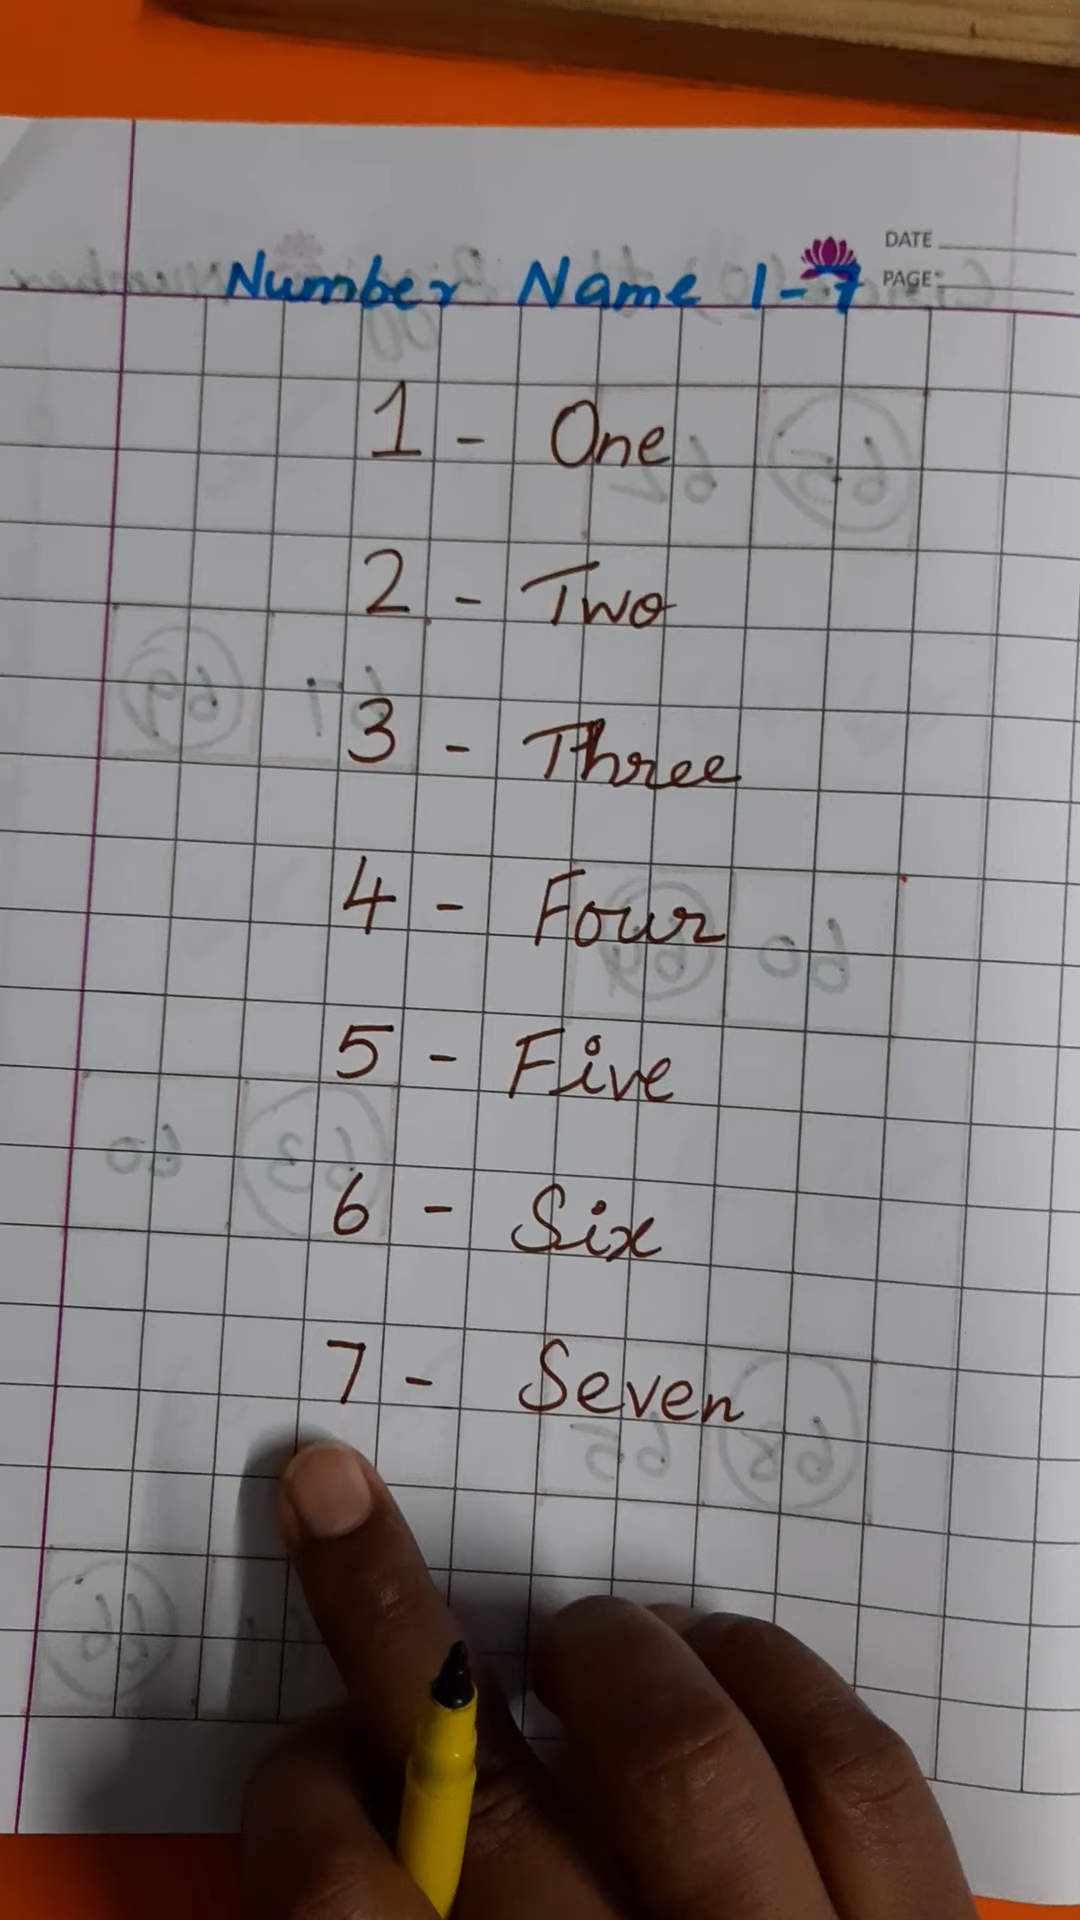 DATE
PAGE:
Number Name 1-7
1 - One
2 - Two
3 - Three
4 - Four
5 - Five
6 - Six
7 - Seven